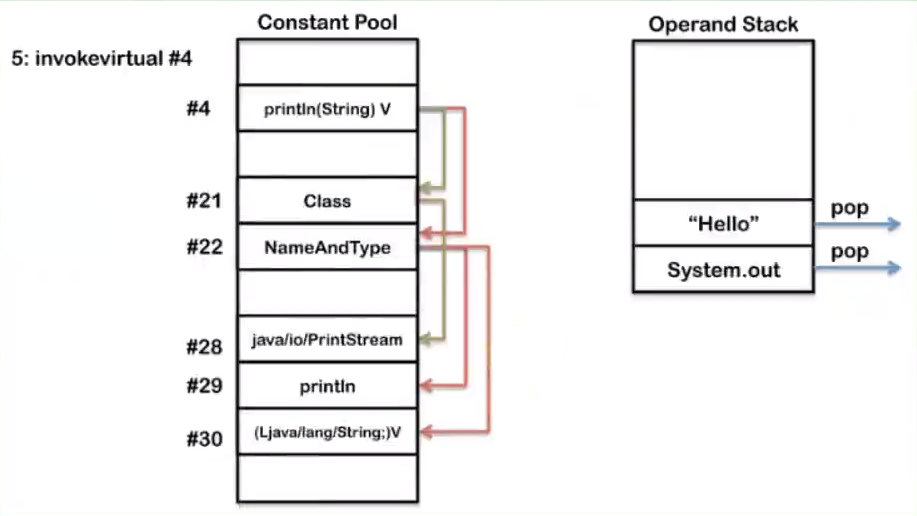 Constant Pool
Operand Stack
5: invokevirtual #4
#4 println(String) V
#21 Class
#22 NameAndType
#28 java/io/PrintStream
#29 println
#30 (Ljava/lang/String;)V
“Hello” pop
System.out pop